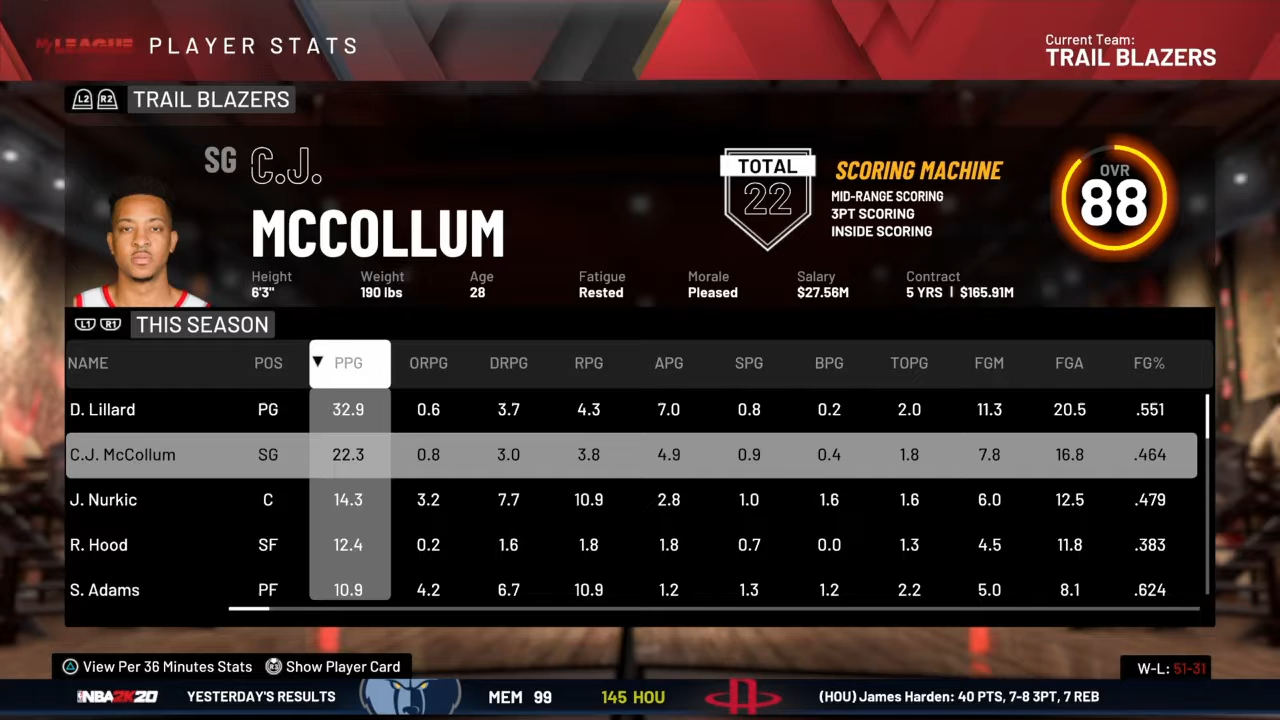 MyLEAGUE PLAYER STATS
Current Team:
TRAIL BLAZERS
L2 R2 TRAIL BLAZERS
SG C.J.
MCCOLLUM
TOTAL
22
SCORING MACHINE
MID-RANGE SCORING
3PT SCORING
INSIDE SCORING
OVR
88
Height Weight Age Fatigue Morale Salary Contract
6'3" 190 lbs 28 Rested Pleased $27.56M 5 YRS | $165.91M
L1 R1 THIS SEASON
NAME POS ▼ PPG ORPG DRPG RPG APG SPG BPG TOPG FGM FGA FG%
D. Lillard PG 32.9 0.6 3.7 4.3 7.0 0.8 0.2 2.0 11.3 20.5 .551
C.J. McCollum SG 22.3 0.8 3.0 3.8 4.9 0.9 0.4 1.8 7.8 16.8 .464
J. Nurkic C 14.3 3.2 7.7 10.9 2.8 1.0 1.6 1.6 6.0 12.5 .479
R. Hood SF 12.4 0.2 1.6 1.8 1.8 0.7 0.0 1.3 4.5 11.8 .383
S. Adams PF 10.9 4.2 6.7 10.9 1.2 1.3 1.2 2.2 5.0 8.1 .624
View Per 36 Minutes Stats R3 Show Player Card
W-L: 51-31
NBA2K20 YESTERDAY'S RESULTS MEM 99 145 HOU (HOU) James Harden: 40 PTS, 7-8 3PT, 7 REB